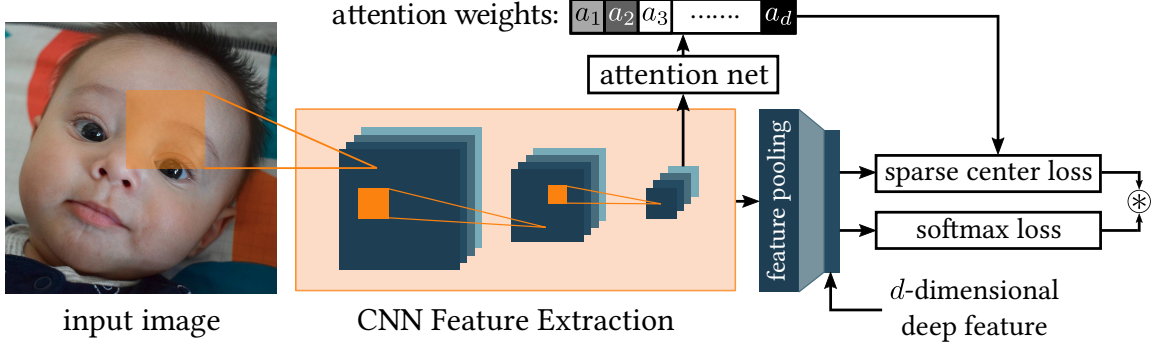 attention weights: a₁ a₂ a₃ ....... a_d
attention net
feature pooling
sparse center loss
softmax loss
d-dimensional
deep feature
input image
CNN Feature Extraction